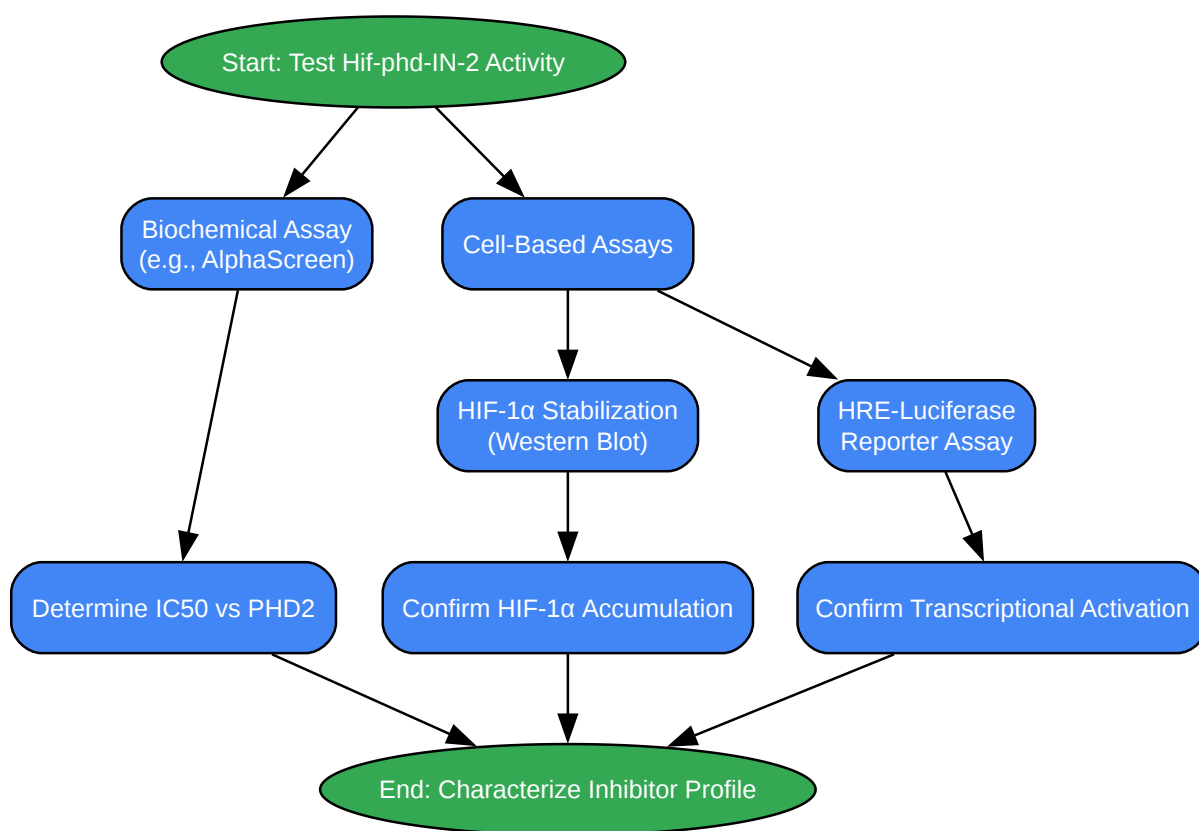 Start: Test Hif-phd-IN-2 Activity
Biochemical Assay
(e.g., AlphaScreen)
Cell-Based Assays
HIF-1α Stabilization
(Western Blot)
HRE-Luciferase
Reporter Assay
Determine IC50 vs PHD2
Confirm HIF-1α Accumulation
Confirm Transcriptional Activation
End: Characterize Inhibitor Profile